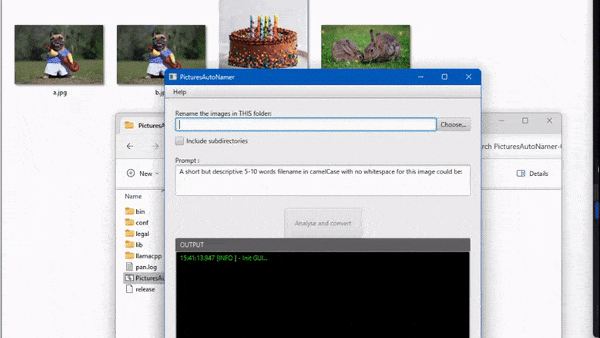 a.jpg
b.j
PicturesAutoNamer
Help
Rename the images in THIS folder:
Choose...
Include subdirectories
Prompt :
A short but descriptive 5-10 words filename in camelCase with no whitespace for this image could be:
Analyse and convert
OUTPUT
15:41:13.947 [INFO ] - Init GUI...
PicturesA
rch PicturesAutoNamer-
New
Details
Name
bin
conf
legal
lib
llamacpp
pan.log
PicturesA
release